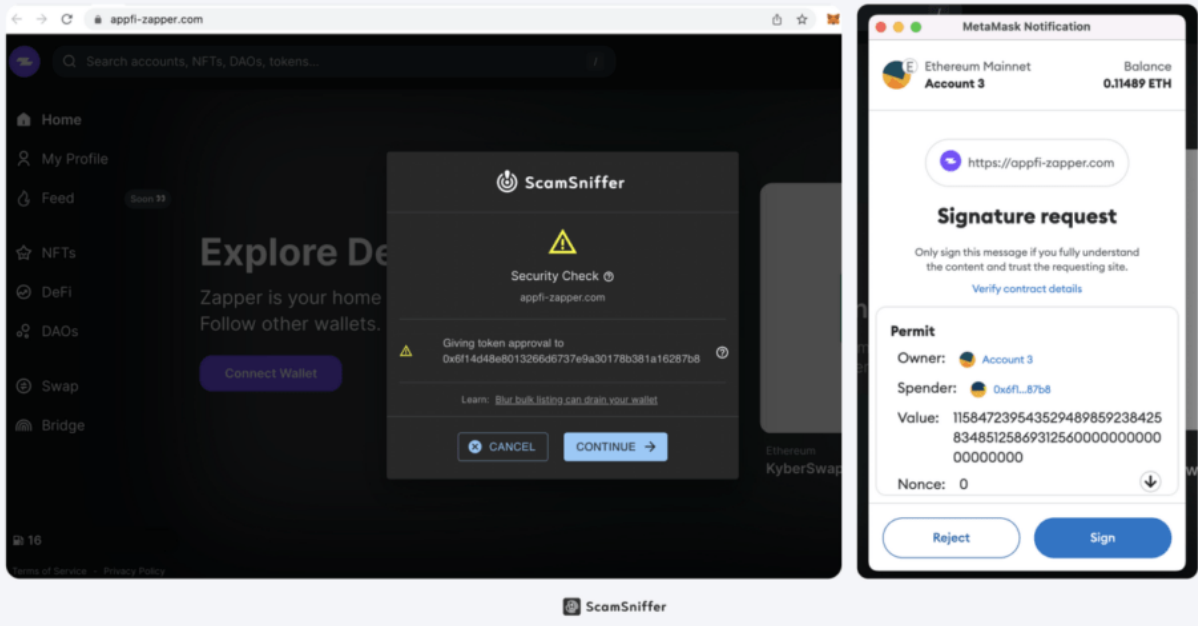 appfi-zapper.com
Search accounts, NFTs, DAOs, tokens...
/
Home
My Profile
Feed
Soon
NFTs
DeFi
DAOs
Swap
Bridge
16
Terms of Service - Privacy Policy
Explore De
Zapper is your home
Follow other wallets.
Connect Wallet
ScamSniffer
Security Check
appfi-zapper.com
Giving token approval to
0x6f14d48e8013266d6737e9a30178b381a16287b8
Learn: Blur bulk listing can drain your wallet
CANCEL
CONTINUE →
Ethereum
KyberSwap
MetaMask Notification
E
Ethereum Mainnet
Account 3
Balance
0.11489 ETH
https://appfi-zapper.com
Signature request
Only sign this message if you fully understand
the content and trust the requesting site.
Verify contract details
Permit
Owner: Account 3
Spender: 0x6f1...87b8
Value: 115847239543529489859238425
834851258693125600000000000
00000000
Nonce: 0
Reject
Sign
ScamSniffer